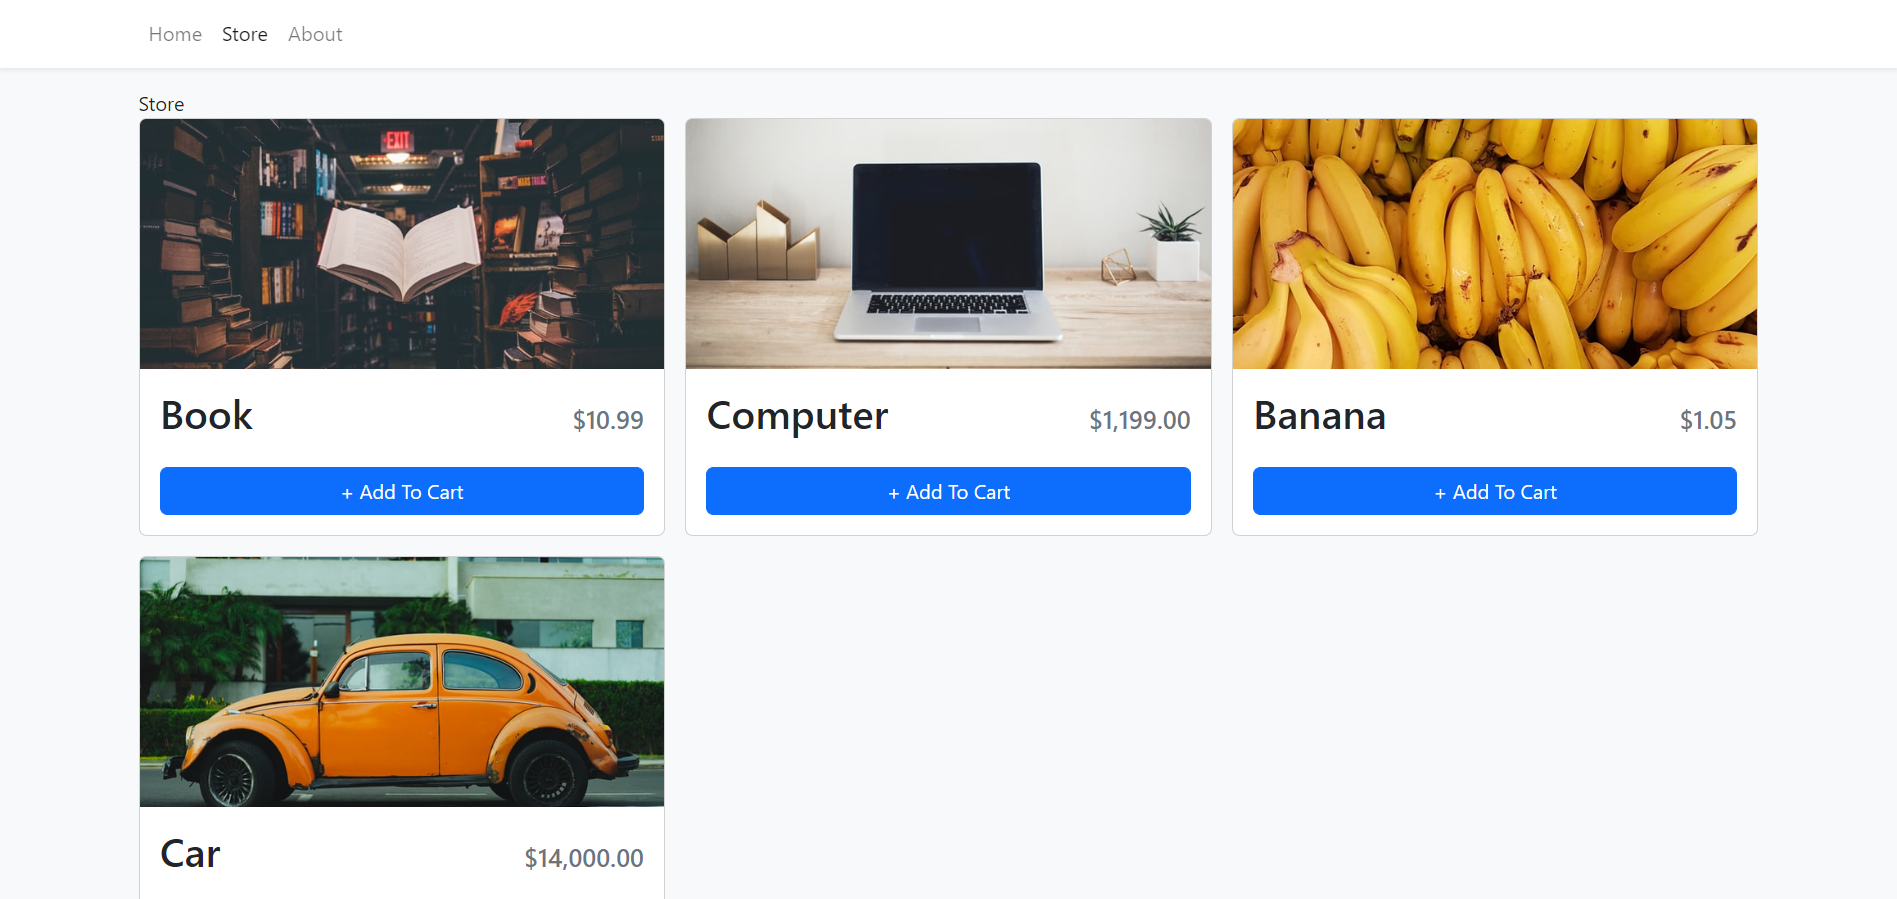 Home Store About
Store
EXIT
Book $10.99
+ Add To Cart
Computer $1,199.00
+ Add To Cart
Banana $1.05
+ Add To Cart
Car $14,000.00